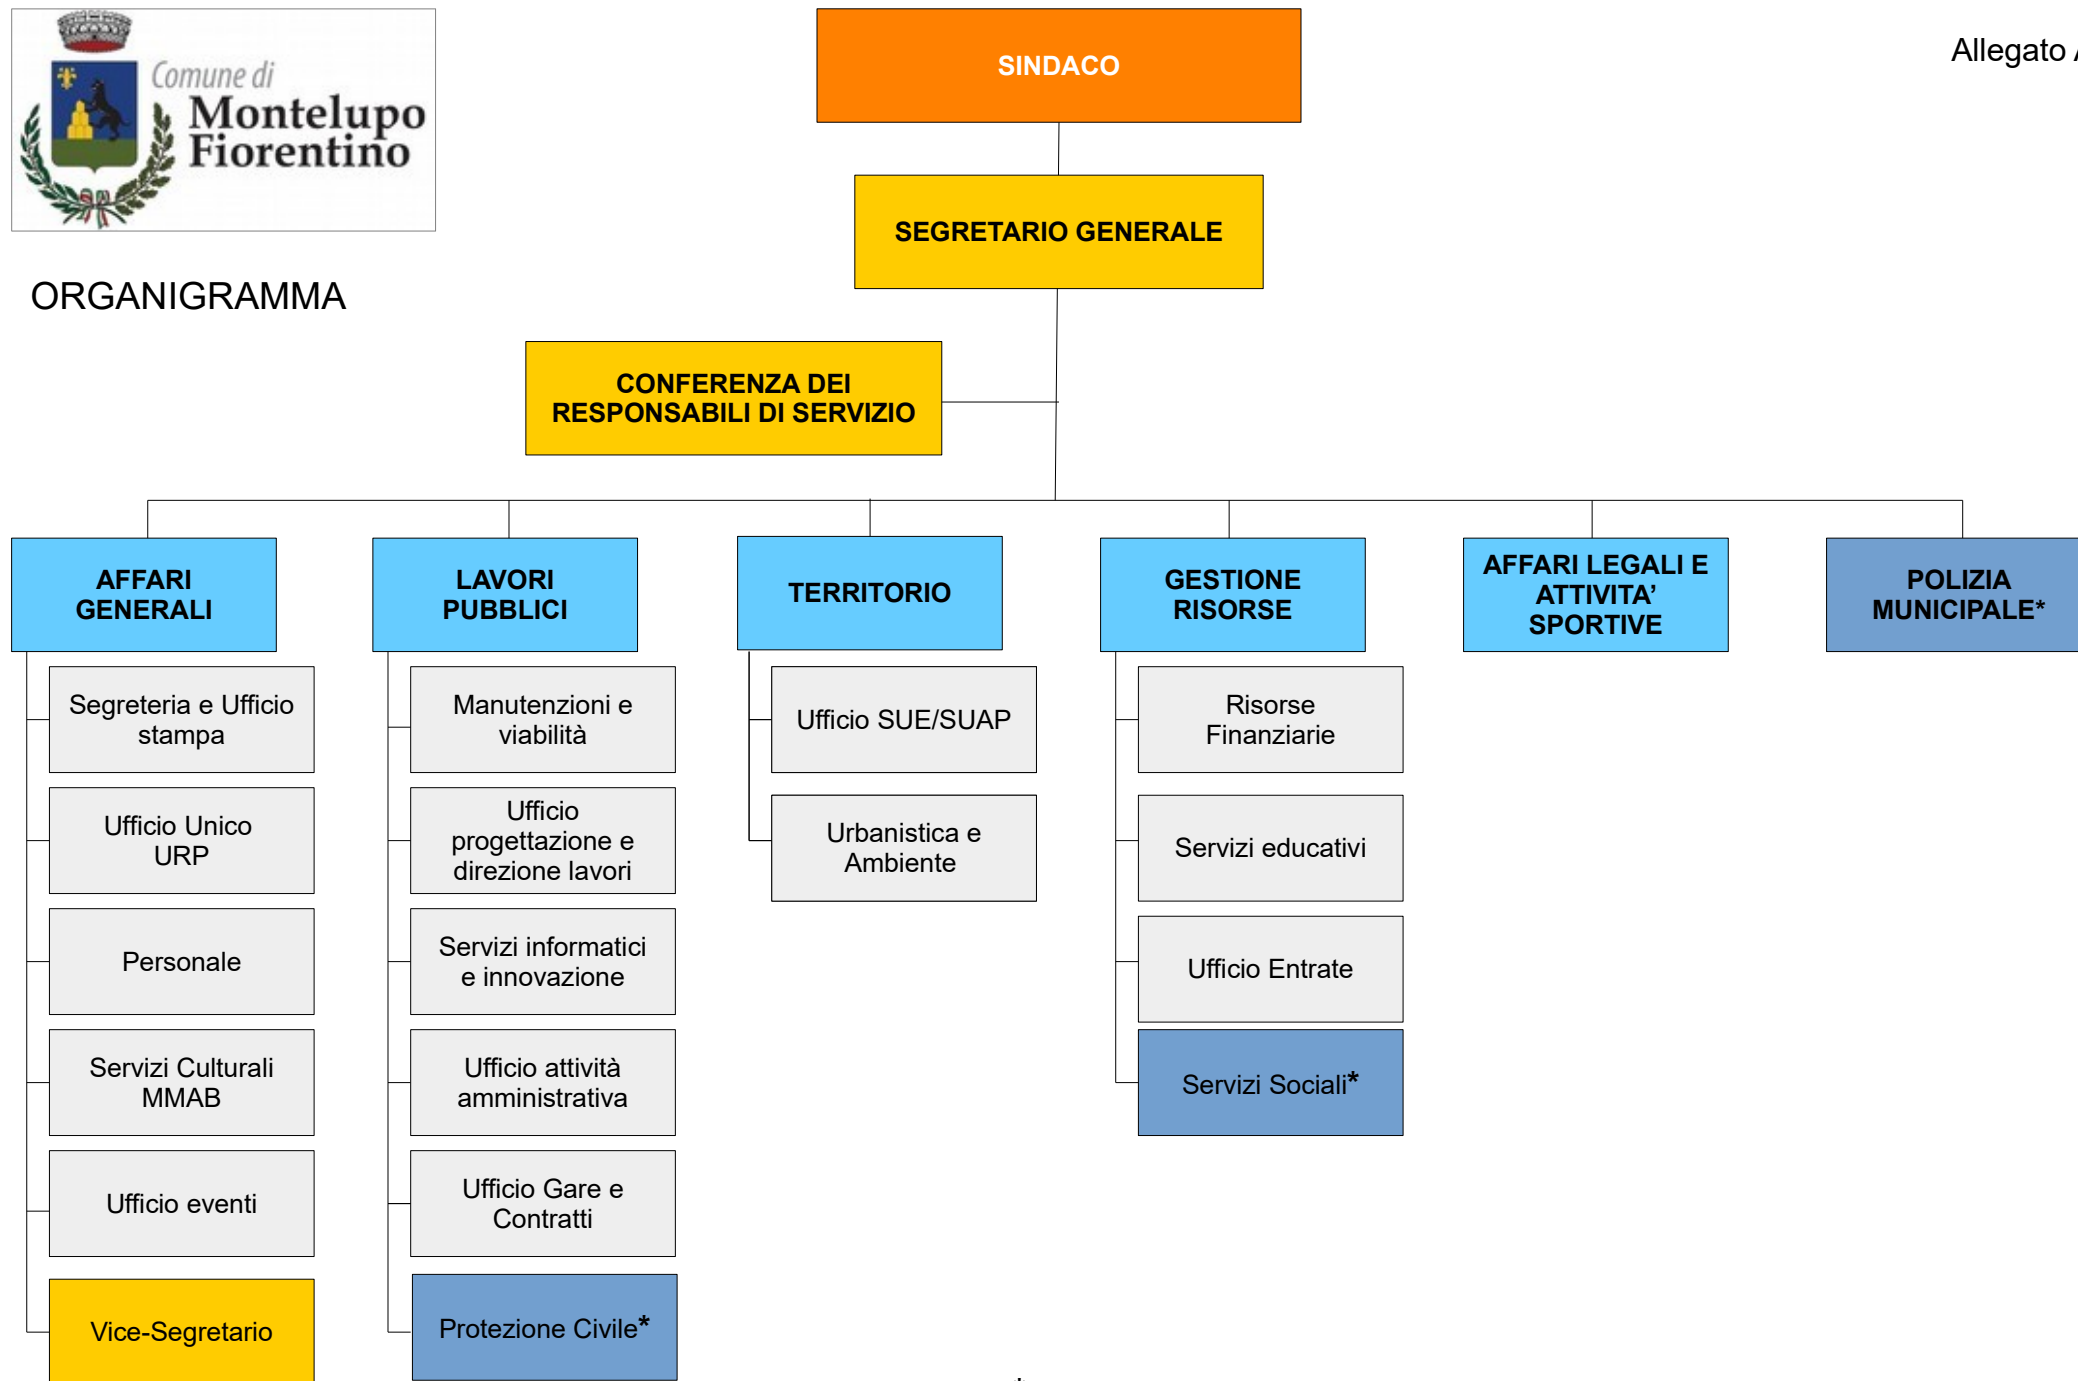 Comune di
Montelupo
Fiorentino
SINDACO
Allegato A
SEGRETARIO GENERALE
ORGANIGRAMMA
CONFERENZA DEI
RESPONSABILI DI SERVIZIO
AFFARI
GENERALI
LAVORI
PUBBLICI
TERRITORIO
GESTIONE
RISORSE
AFFARI LEGALI E
ATTIVITA’
SPORTIVE
POLIZIA
MUNICIPALE*
Segreteria e Ufficio
stampa
Ufficio Unico
URP
Personale
Servizi Culturali
MMAB
Ufficio eventi
Vice-Segretario
Manutenzioni e
viabilità
Ufficio
progettazione e
direzione lavori
Servizi informatici
e innovazione
Ufficio attività
amministrativa
Ufficio Gare e
Contratti
Protezione Civile*
Ufficio SUE/SUAP
Urbanistica e
Ambiente
Risorse
Finanziarie
Servizi educativi
Ufficio Entrate
Servizi Sociali*
*